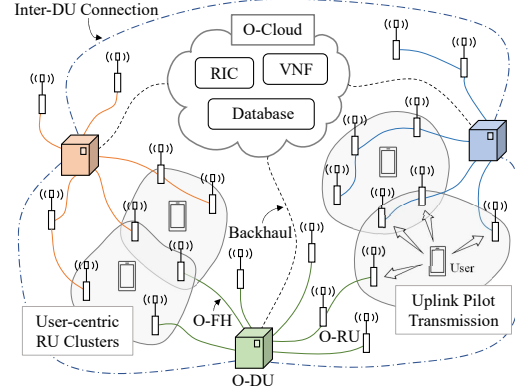 Inter-DU Connection
O-Cloud
RIC
VNF
Database
Backhaul
User
User-centric
RU Clusters
O-FH
O-RU
Uplink Pilot
Transmission
O-DU